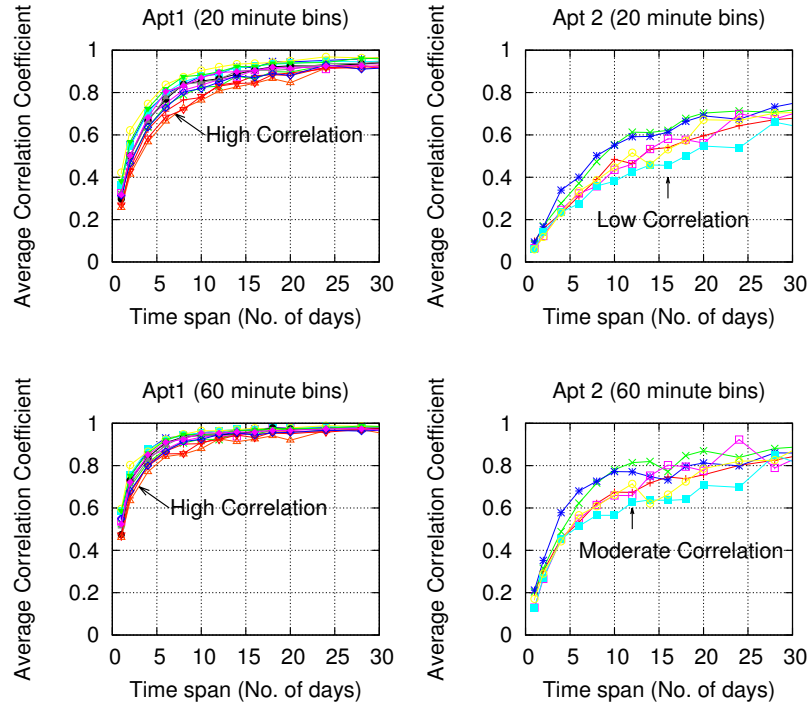 Apt1 (20 minute bins)
Average Correlation Coefficient
1
0.8
0.6
0.4
0.2
0
High Correlation
0 5 10 15 20 25 30
Time span (No. of days)
Apt 2 (20 minute bins)
Average Correlation Coefficient
1
0.8
0.6
0.4
0.2
0
Low Correlation
0 5 10 15 20 25 30
Time span (No. of days)
Apt1 (60 minute bins)
Average Correlation Coefficient
1
0.8
0.6
0.4
0.2
0
High Correlation
0 5 10 15 20 25 30
Time span (No. of days)
Apt 2 (60 minute bins)
Average Correlation Coefficient
1
0.8
0.6
0.4
0.2
0
Moderate Correlation
0 5 10 15 20 25 30
Time span (No. of days)